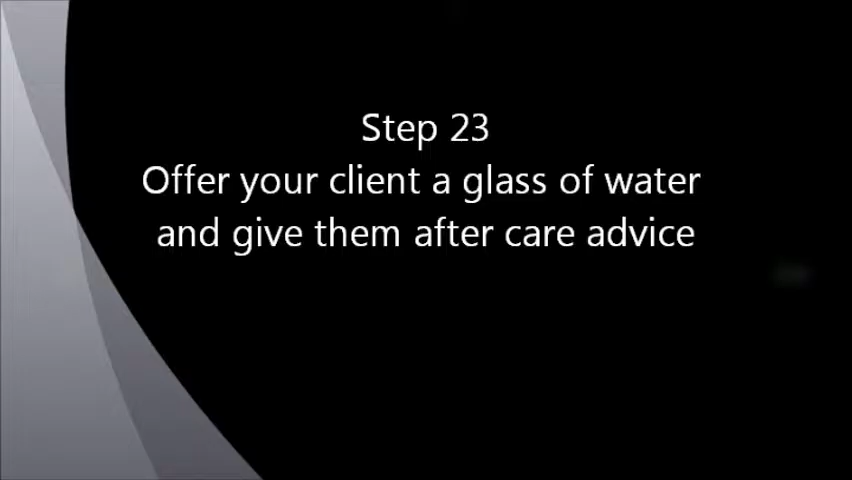 Step 23
Offer your client a glass of water
and give them after care advice